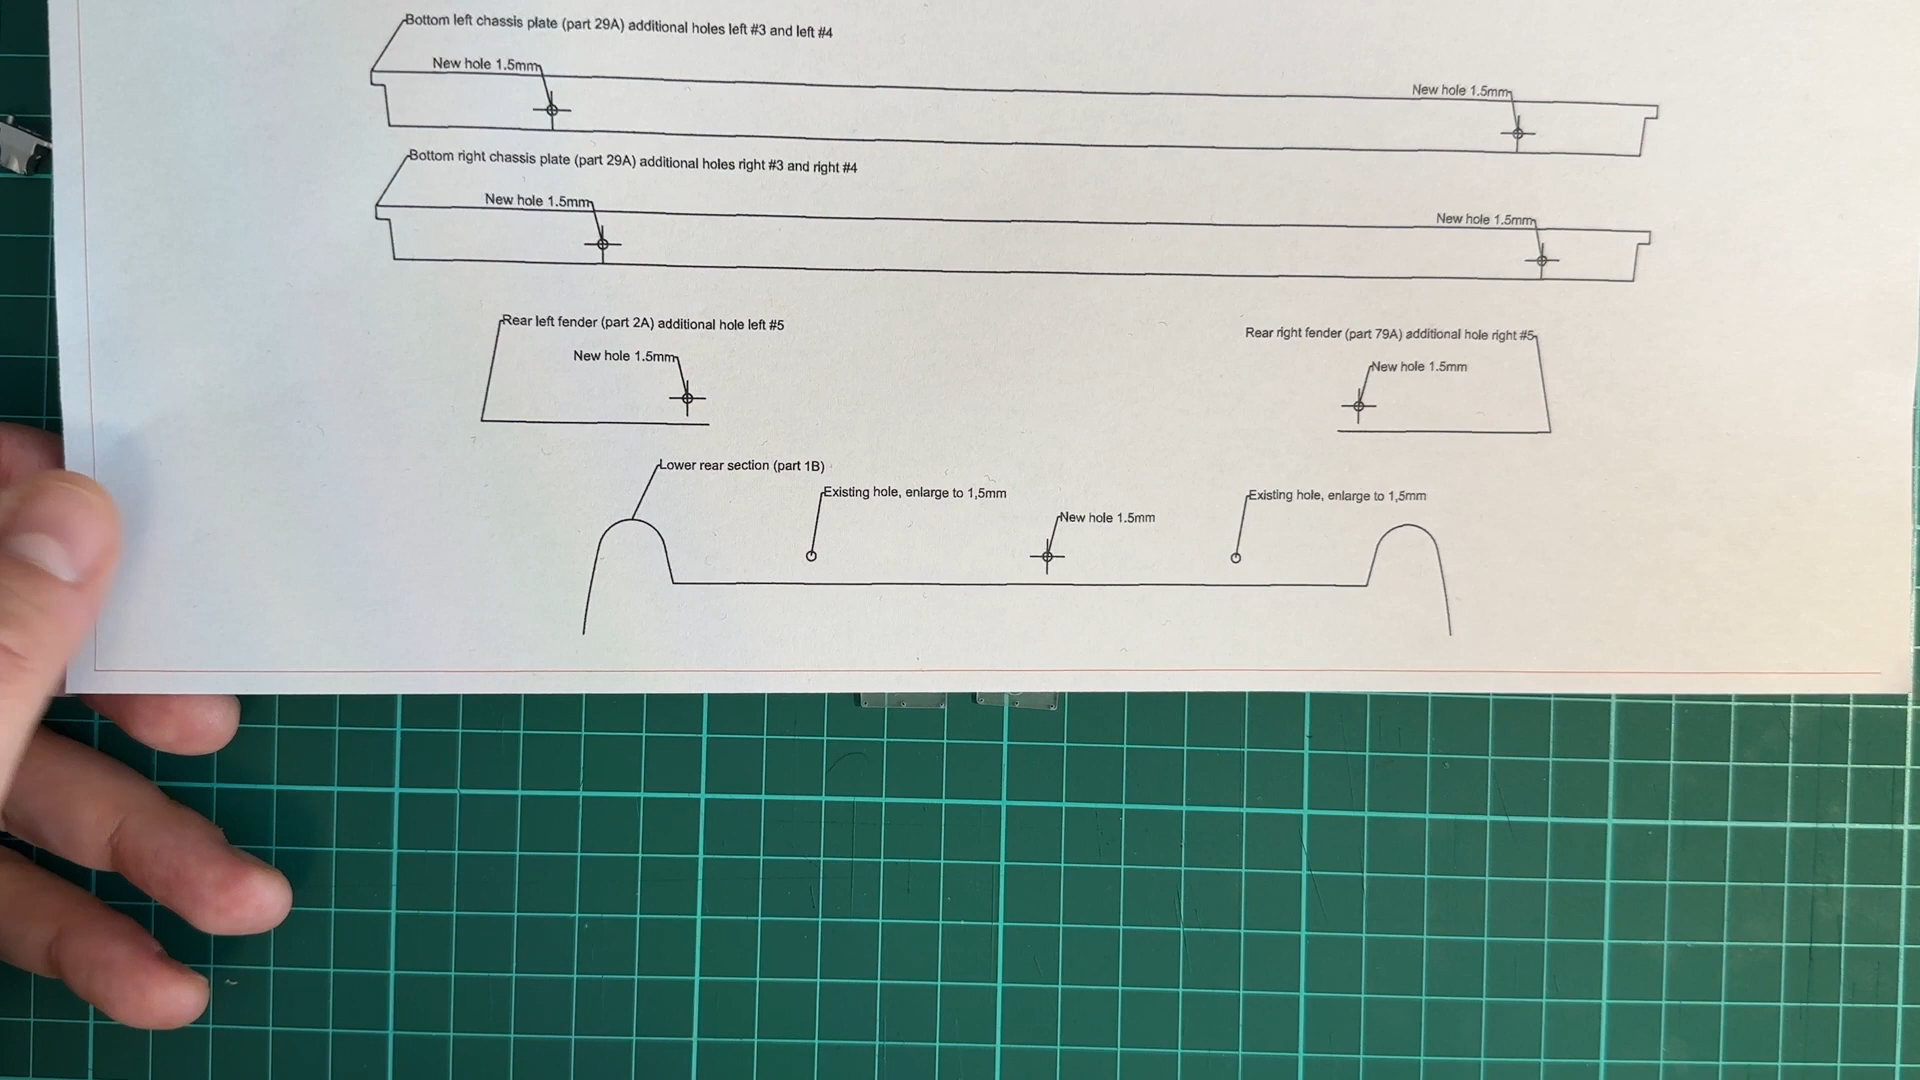 Bottom left chassis plate (part 29A) additional holes left #3 and left #4
New hole 1.5mm
New hole 1.5mm
Bottom right chassis plate (part 29A) additional holes right #3 and right #4
New hole 1.5mm
New hole 1.5mm
Rear left fender (part 2A) additional hole left #5
Rear right fender (part 79A) additional hole right #5
New hole 1.5mm
New hole 1.5mm
Lower rear section (part 1B)
Existing hole, enlarge to 1,5mm
Existing hole, enlarge to 1,5mm
New hole 1.5mm